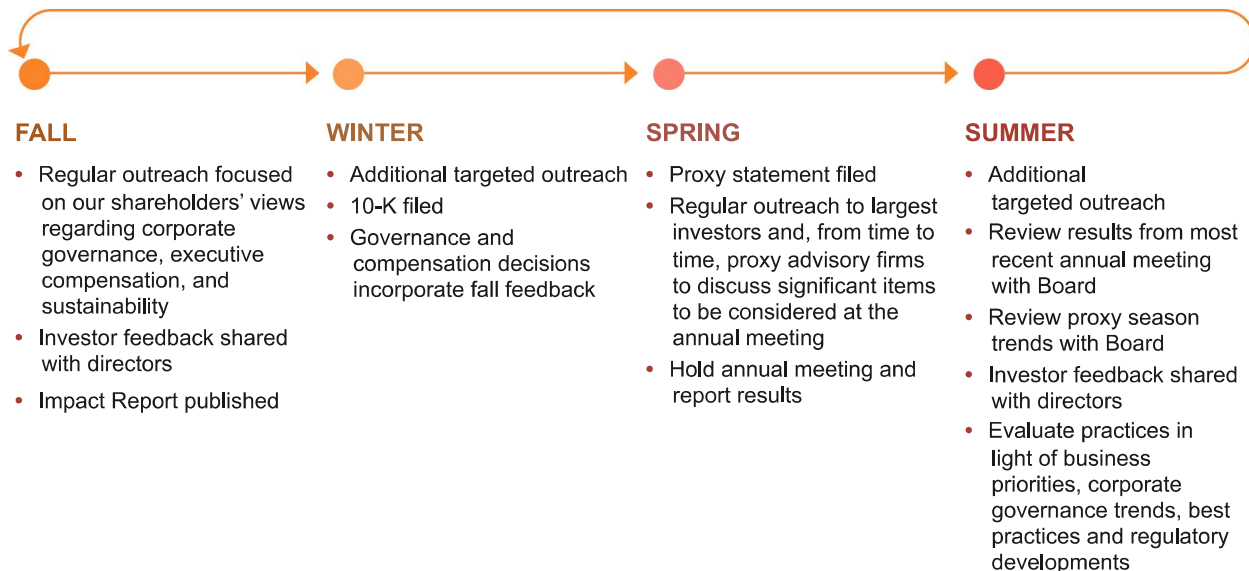 FALL
• Regular outreach focused
on our shareholders’ views
regarding corporate
governance, executive
compensation, and
sustainability
• Investor feedback shared
with directors
• Impact Report published
WINTER
• Additional targeted outreach
• 10-K filed
• Governance and
compensation decisions
incorporate fall feedback
SPRING
• Proxy statement filed
• Regular outreach to largest
investors and, from time to
time, proxy advisory firms
to discuss significant items
to be considered at the
annual meeting
• Hold annual meeting and
report results
SUMMER
• Additional
targeted outreach
• Review results from most
recent annual meeting
with Board
• Review proxy season
trends with Board
• Investor feedback shared
with directors
• Evaluate practices in
light of business
priorities, corporate
governance trends, best
practices and regulatory
developments